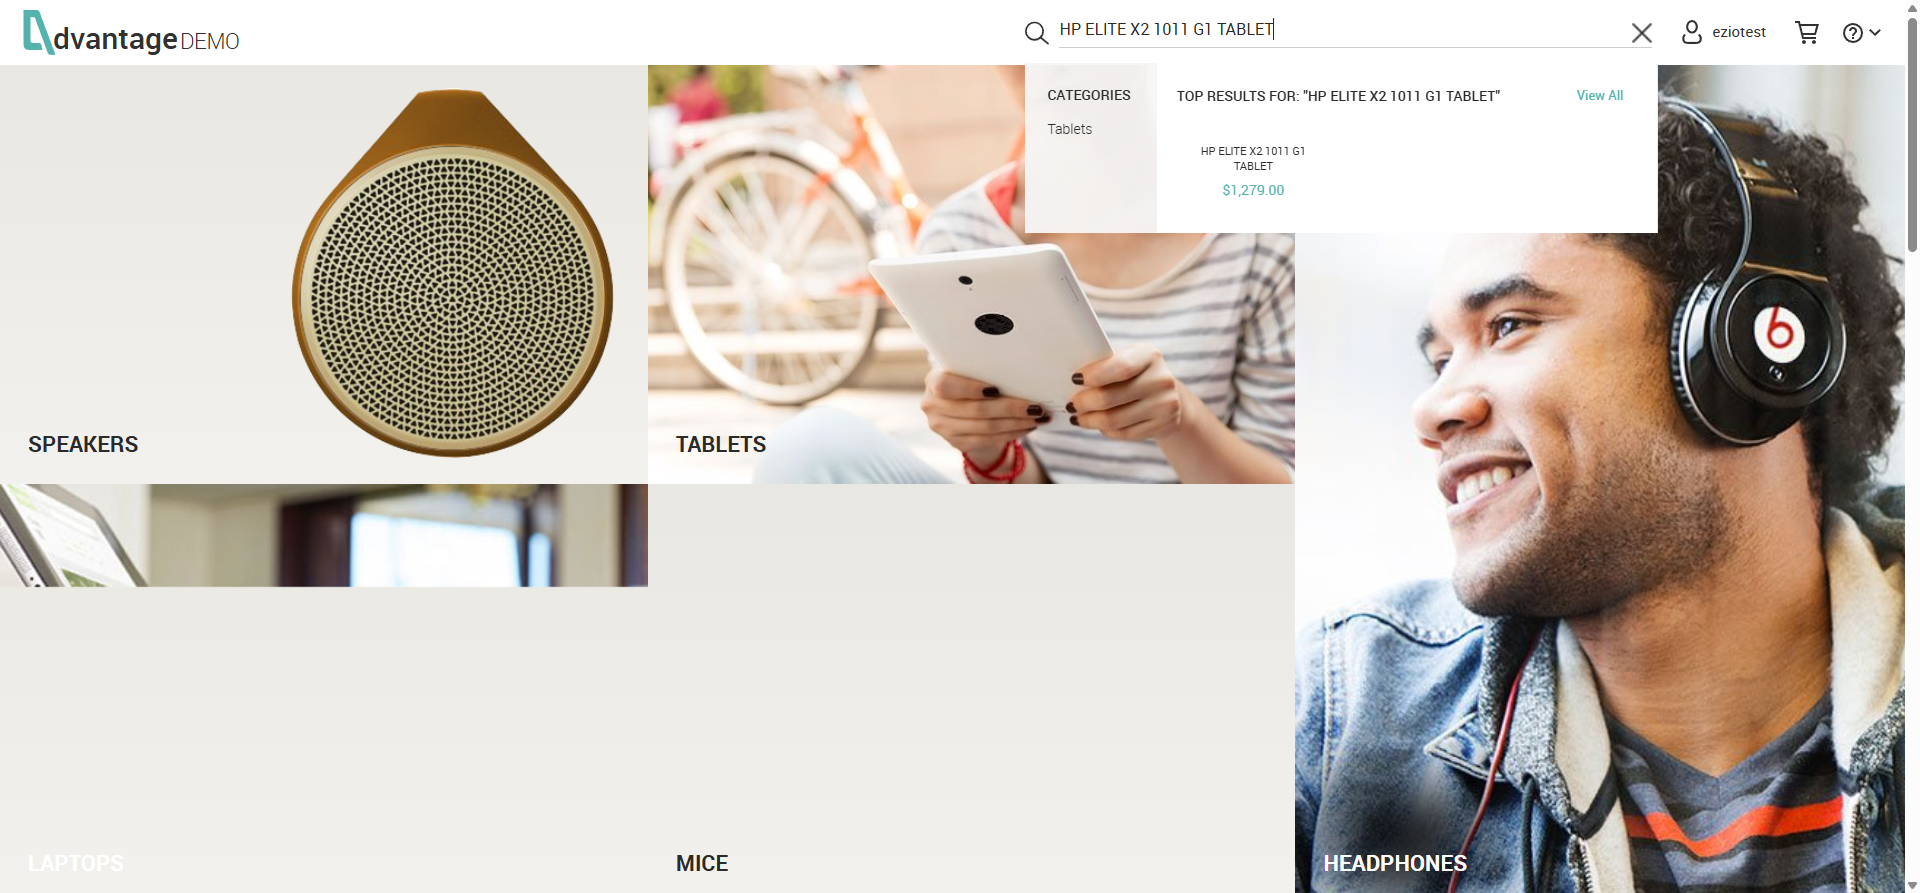 dvantage DEMO
HP ELITE X2 1011 G1 TABLET
eziotest
CATEGORIES
Tablets
TOP RESULTS FOR: "HP ELITE X2 1011 G1 TABLET"
View All
HP ELITE X2 1011 G1
TABLET
$1,279.00
SPEAKERS
TABLETS
LAPTOPS
MICE
HEADPHONES